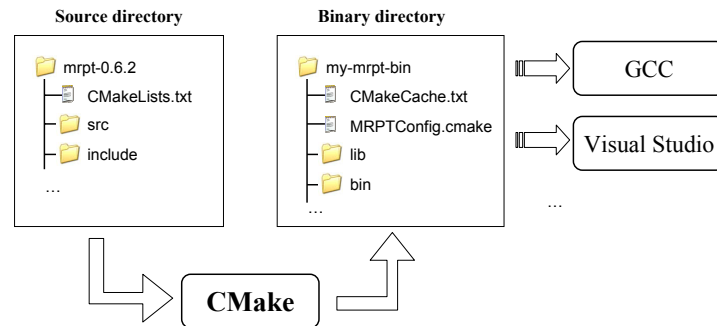 Source directory
mrpt-0.6.2
CMakeLists.txt
src
include
...
Binary directory
my-mrpt-bin
CMakeCache.txt
MRPTConfig.cmake
lib
bin
...
GCC
Visual Studio
...
CMake